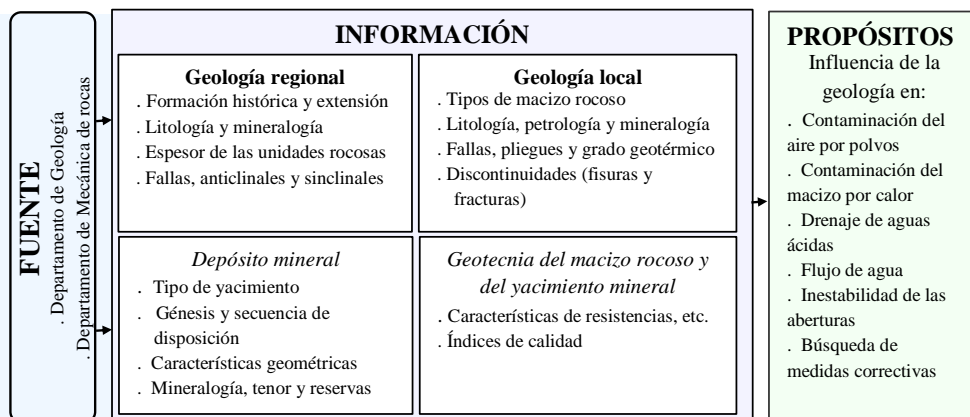 FUENTE
. Departamento de Geología
. Departamento de Mecánica de rocas
INFORMACIÓN
Geología regional
. Formación histórica y extensión
. Litología y mineralogía
. Espesor de las unidades rocosas
. Fallas, anticlinales y sinclinales
Geología local
. Tipos de macizo rocoso
. Litología, petrología y mineralogía
. Fallas, pliegues y grado geotérmico
. Discontinuidades (fisuras y
fracturas)
Depósito mineral
. Tipo de yacimiento
. Génesis y secuencia de
disposición
. Características geométricas
. Mineralogía, tenor y reservas
Geotecnia del macizo rocoso y
del yacimiento mineral
. Características de resistencias, etc.
. Índices de calidad
PROPÓSITOS
Influencia de la
geología en:
. Contaminación del
aire por polvos
. Contaminación del
macizo por calor
. Drenaje de aguas
ácidas
. Flujo de agua
. Inestabilidad de las
aberturas
. Búsqueda de
medidas correctivas